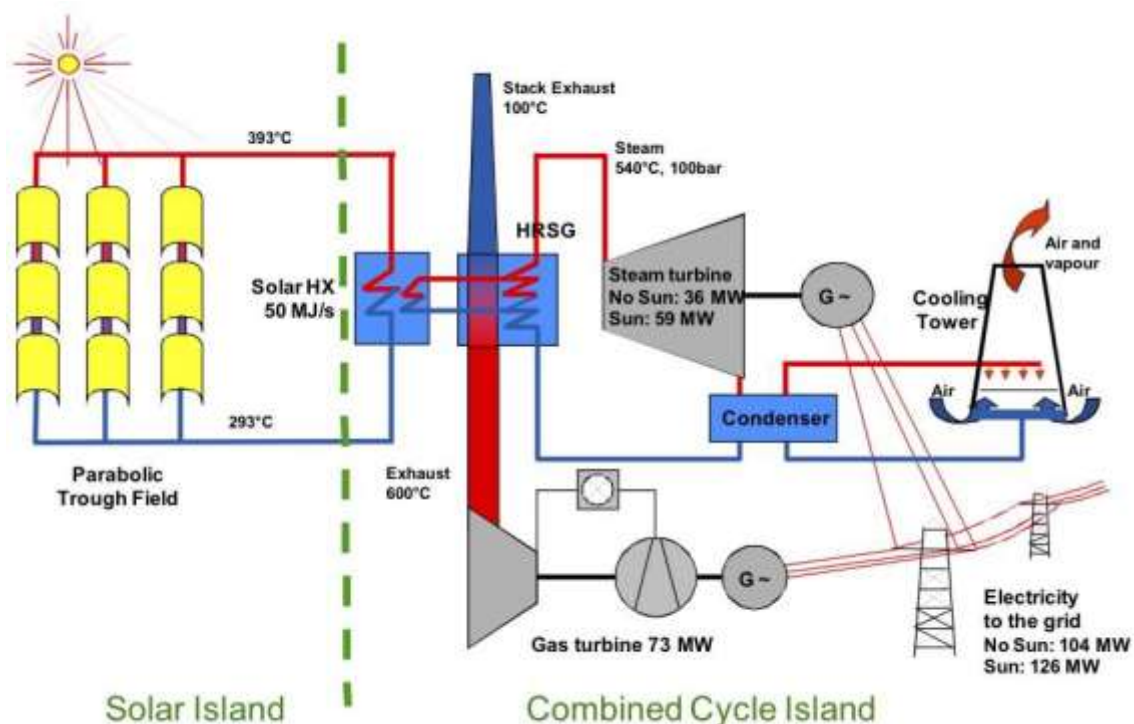 Stack Exhaust
100°C
393°C
Steam
540°C, 100bar
HRSG
Air and
vapour
Solar HX
50 MJ/s
Steam turbine
No Sun: 36 MW
Sun: 59 MW
G ~
Cooling
Tower
Air
Air
Condenser
293°C
Parabolic
Trough Field
Exhaust
600°C
G ~
Gas turbine 73 MW
Electricity
to the grid
No Sun: 104 MW
Sun: 126 MW
Solar Island
Combined Cycle Island